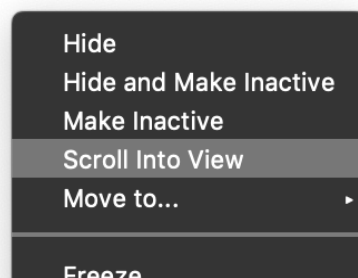 Hide
Hide and Make Inactive
Make Inactive
Scroll Into View
Move to...
Freeze